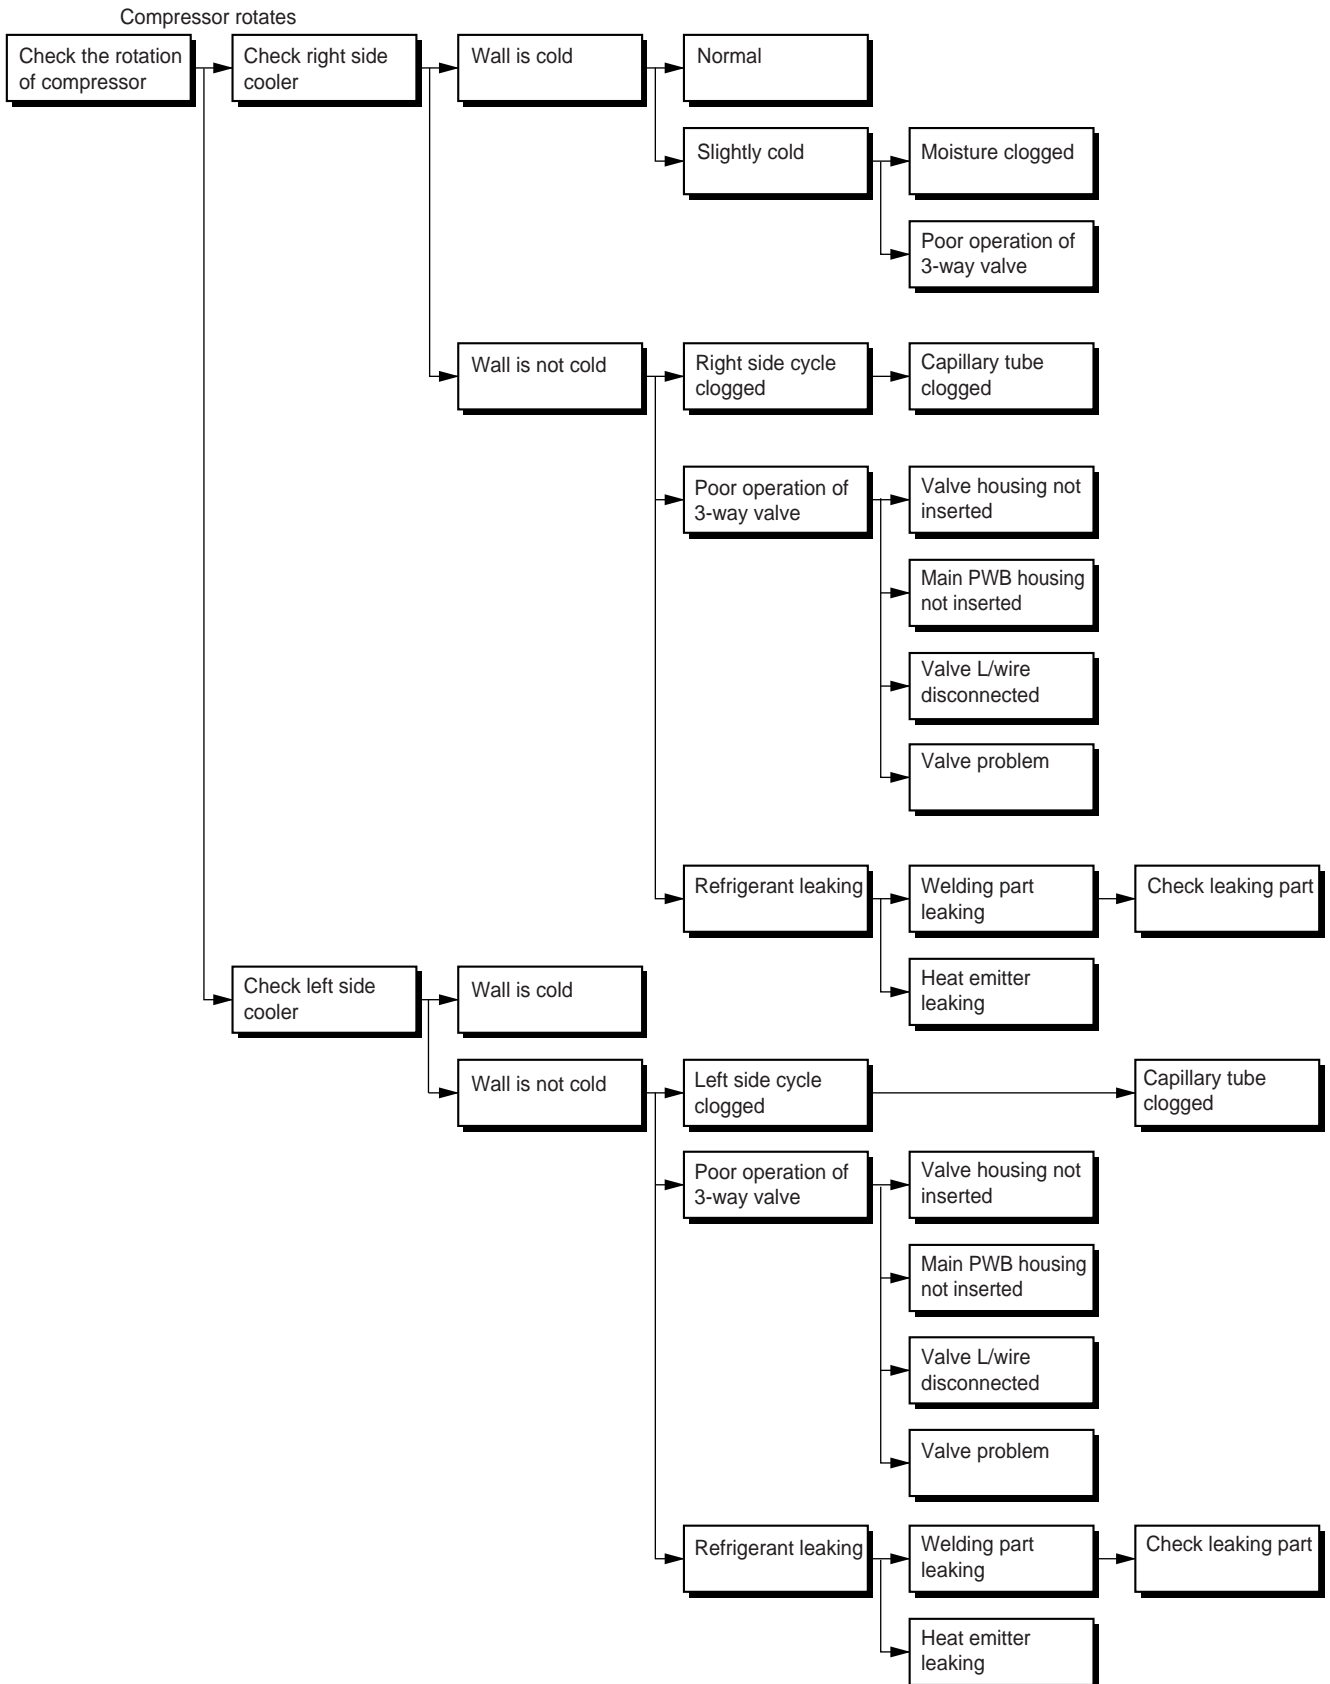 Compressor rotates
Check the rotation
of compressor
Check right side
cooler
Wall is cold
Normal
Slightly cold
Moisture clogged
Poor operation of
3-way valve
Wall is not cold
Right side cycle
clogged
Capillary tube
clogged
Poor operation of
3-way valve
Valve housing not
inserted
Main PWB housing
not inserted
Valve L/wire
disconnected
Valve problem
Refrigerant leaking
Welding part
leaking
Check leaking part
Heat emitter
leaking
Check left side
cooler
Wall is cold
Wall is not cold
Left side cycle
clogged
Capillary tube
clogged
Poor operation of
3-way valve
Valve housing not
inserted
Main PWB housing
not inserted
Valve L/wire
disconnected
Valve problem
Refrigerant leaking
Welding part
leaking
Check leaking part
Heat emitter
leaking